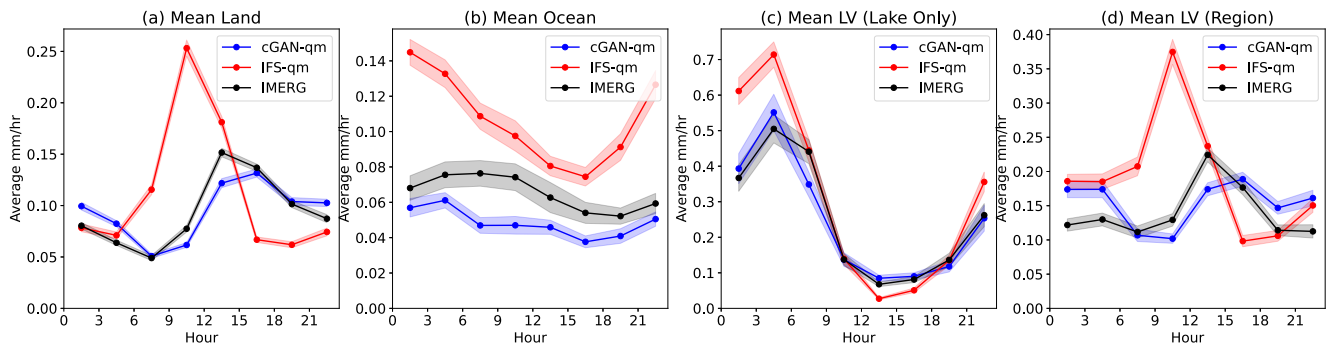 (a) Mean Land
Average mm/hr
0.25
0.20
0.15
0.10
0.05
0.00
0 3 6 9 12 15 18 21
Hour
cGAN-qm
IFS-qm
IMERG
(b) Mean Ocean
Average mm/hr
0.14
0.12
0.10
0.08
0.06
0.04
0.02
0.00
0 3 6 9 12 15 18 21
Hour
cGAN-qm
IFS-qm
IMERG
(c) Mean LV (Lake Only)
Average mm/hr
0.7
0.6
0.5
0.4
0.3
0.2
0.1
0.0
0 3 6 9 12 15 18 21
Hour
cGAN-qm
IFS-qm
IMERG
(d) Mean LV (Region)
Average mm/hr
0.40
0.35
0.30
0.25
0.20
0.15
0.10
0.05
0.00
0 3 6 9 12 15 18 21
Hour
cGAN-qm
IFS-qm
IMERG